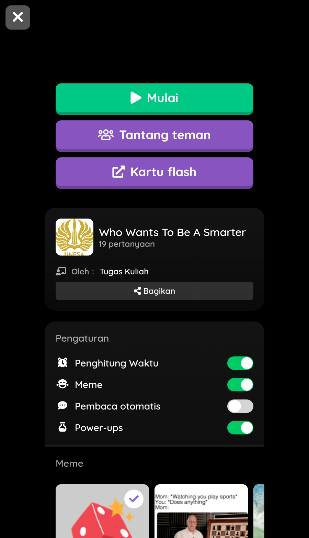 Mulai
Tantang teman
Kartu flash
UNESA
Who Wants To Be A Smarter
19 pertanyaan
Oleh : Tugas Kuliah
Bagikan
Pengaturan
Penghitung Waktu
Meme
Pembaca otomatis
Power-ups
Meme
Mom: *Watching you play sports*
You: *Does anything*
Mom: